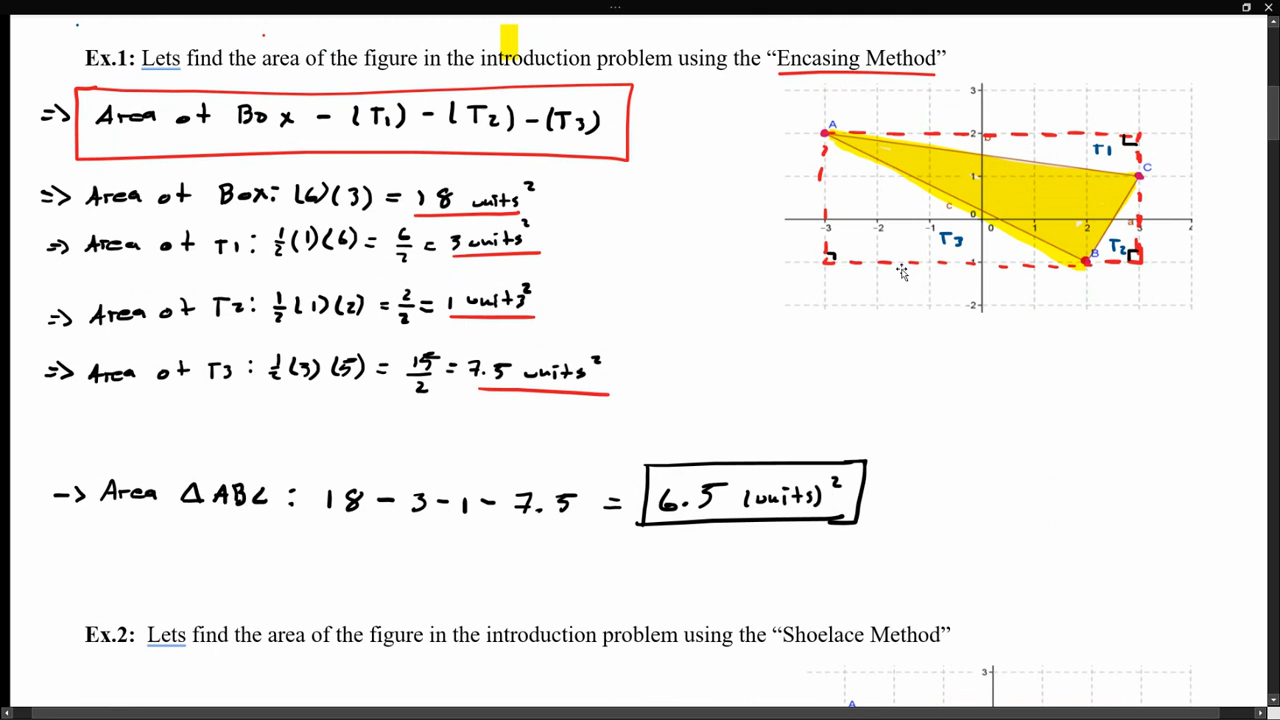 Ex.1: Lets find the area of the figure in the introduction problem using the “Encasing Method”
=> Area of Box - (T1) - (T2) - (T3)
=> Area of Box: (6)(3) = 18 units²
=> Area of T1: ½(1)(6) = 6/2 = 3 units²
=> Area of T2: ½(1)(2) = 2/2 = 1 units²
=> Area of T3: ½(3)(5) = 15/2 = 7.5 units²
A
3
2
b
T1
C
1
c
0
-3
-2
-1
0
1
2
3
4
a
T3
T2
B
-1
-2
-> Area △ABC: 18 - 3 - 1 - 7.5 = 6.5 (units)²
Ex.2: Lets find the area of the figure in the introduction problem using the “Shoelace Method”
3
A